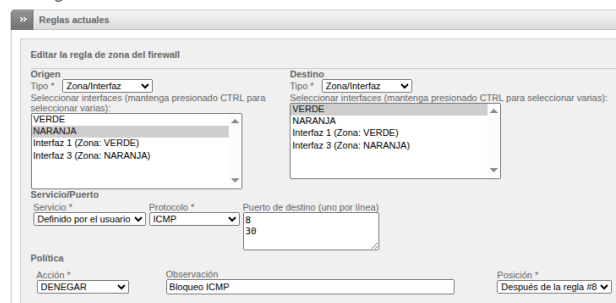 >> Reglas actuales
Editar la regla de zona del firewall
Origen
Tipo * Zona/Interfaz
Seleccionar interfaces (mantenga presionado CTRL para
seleccionar varias):
VERDE
NARANJA
Interfaz 1 (Zona: VERDE)
Interfaz 3 (Zona: NARANJA)
Destino
Tipo * Zona/Interfaz
Seleccionar interfaces (mantenga presionado CTRL para seleccionar varias):
VERDE
NARANJA
Interfaz 1 (Zona: VERDE)
Interfaz 3 (Zona: NARANJA)
Servicio/Puerto
Servicio * Protocolo * Puerto de destino (uno por línea)
Definido por el usuario ICMP 8
30
Política
Acción * Observación Posición *
DENEGAR Bloqueo ICMP Después de la regla #8